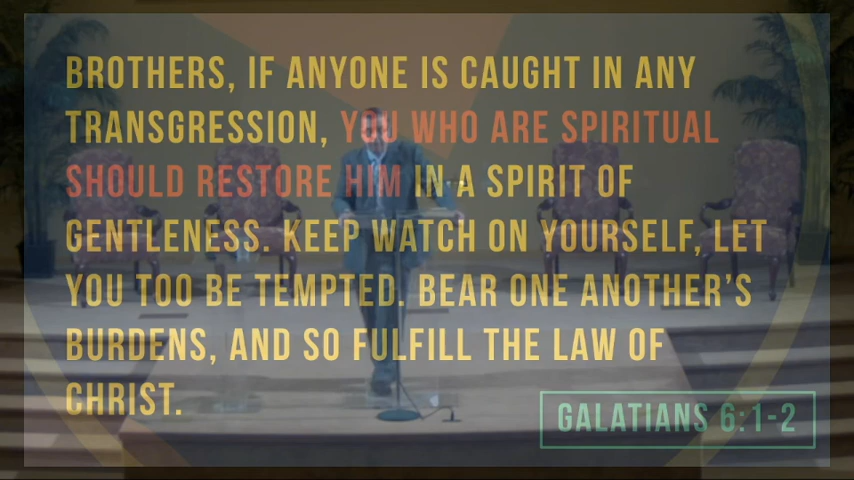 BROTHERS, IF ANYONE IS CAUGHT IN ANY
TRANSGRESSION, YOU WHO ARE SPIRITUAL
SHOULD RESTORE HIM IN A SPIRIT OF
GENTLENESS. KEEP WATCH ON YOURSELF, LET
YOU TOO BE TEMPTED. BEAR ONE ANOTHER'S
BURDENS, AND SO FULFILL THE LAW OF
CHRIST.
GALATIANS 6:1-2